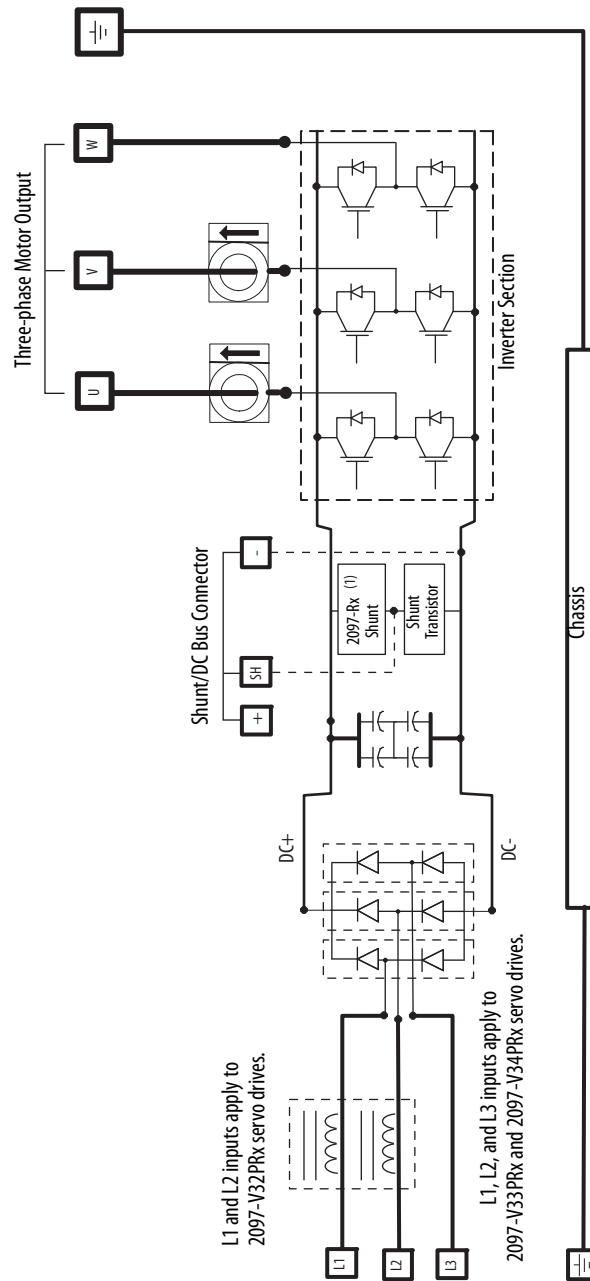 Three-phase Motor Output
U
V
W
Inverter Section
Shunt/DC Bus Connector
+
SH
-
2097-Rx (1)
Shunt
Shunt
Transistor
DC+
DC-
L1 and L2 inputs apply to
2097-V32PRx servo drives.
L1
L2
L3
L1, L2, and L3 inputs apply to
2097-V33PRx and 2097-V34PRx servo drives.
Chassis